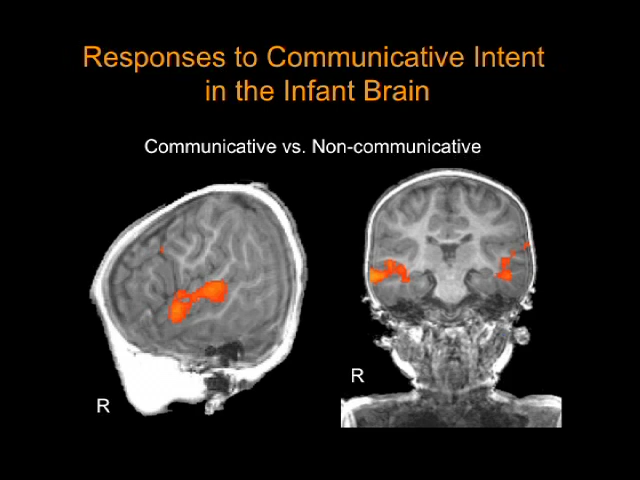 Responses to Communicative Intent
in the Infant Brain
Communicative vs. Non-communicative
R
R